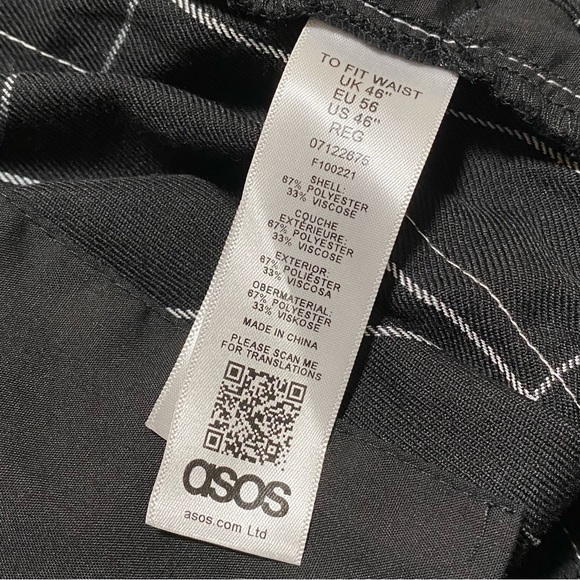 TO FIT WAIST
UK 46"
EU 56
US 46"
REG
07122675
F100221
SHELL:
67% POLYESTER
33% VISCOSE
COUCHE
EXTÉRIEURE:
67% POLYESTER
33% VISCOSE
EXTERIOR:
67% POLIÉSTER
33% VISCOSA
OBERMATERIAL:
67% POLYESTER
33% VISKOSE
MADE IN CHINA
PLEASE SCAN ME
FOR TRANSLATIONS
asos
asos.com Ltd